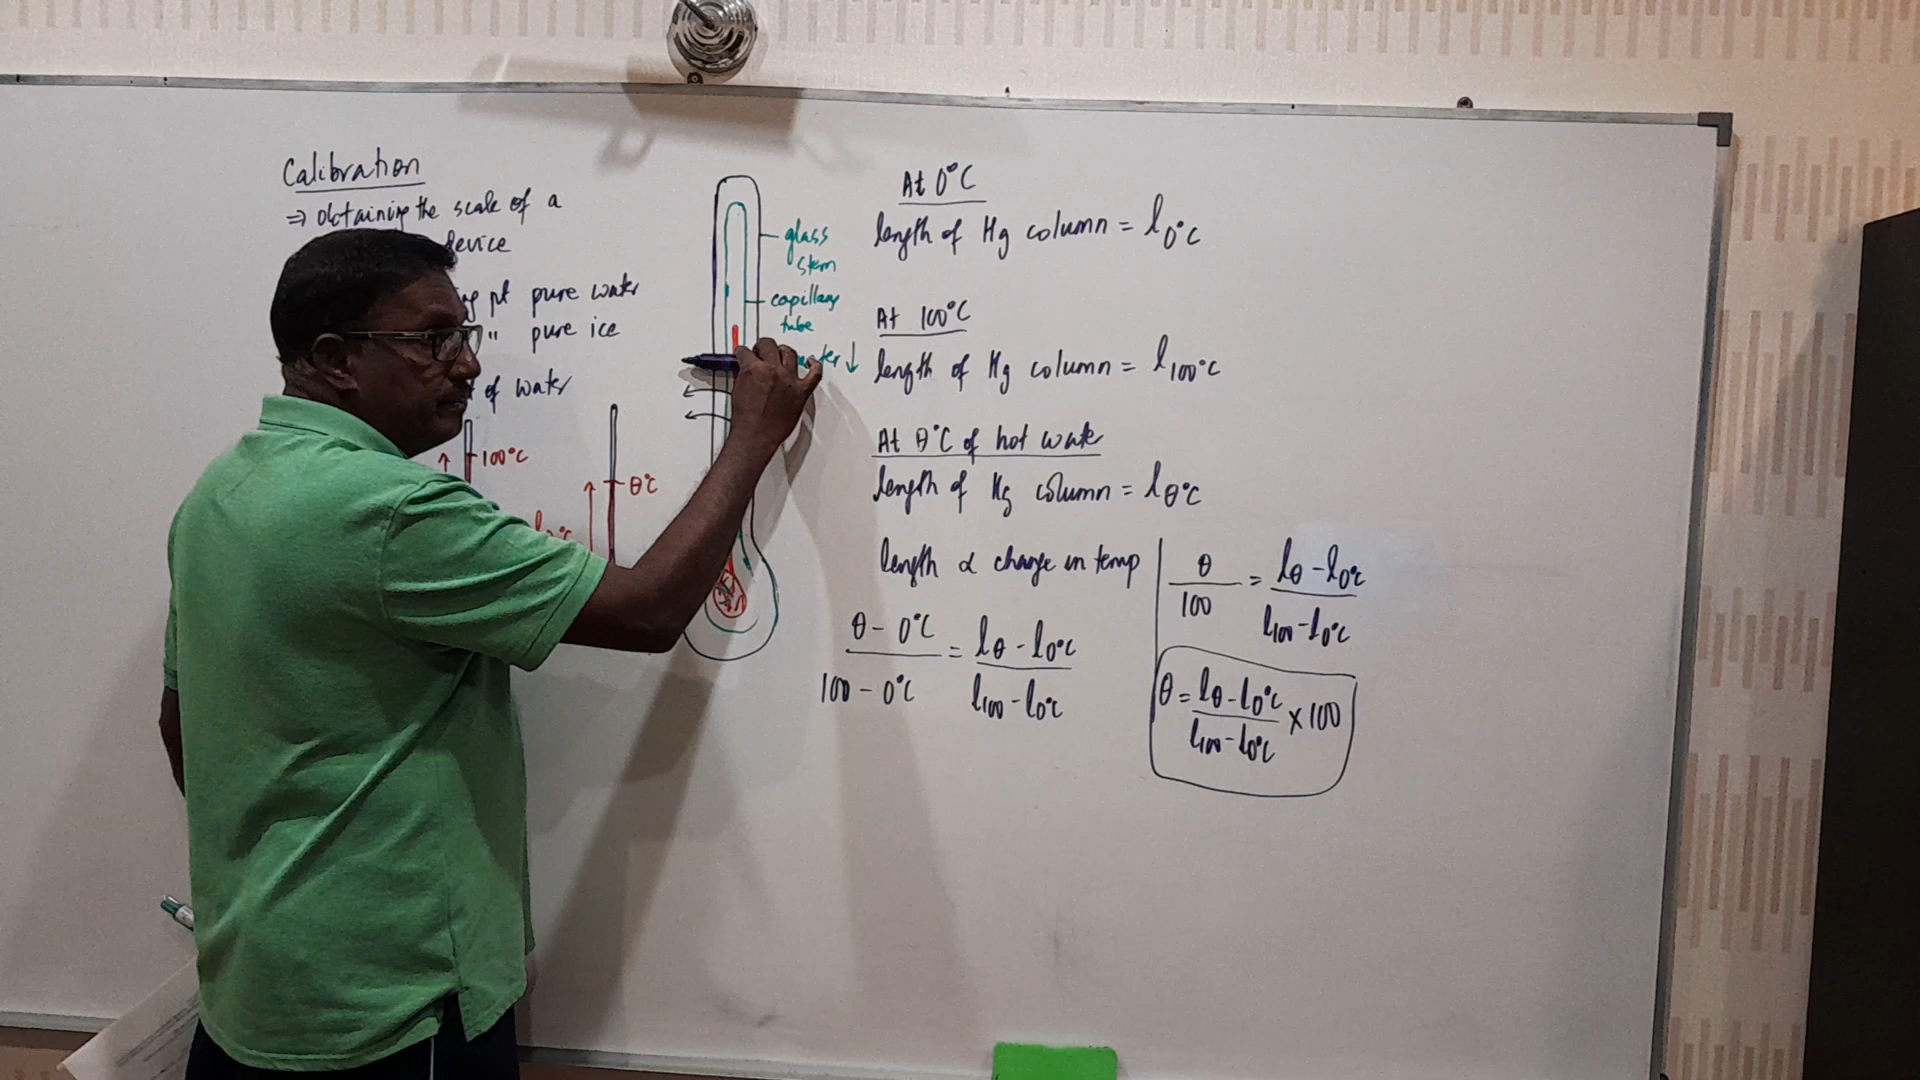 Calibration
⇒ obtaining the scale of a
device
pt pure water
" pure ice
of water
100°C
θ°C
glass
stem
capillary
tube
At 0°C
length of Hg column = l0°C
At 100°C
length of Hg column = l100°C
At θ°C of hot water
length of Hg column = lθ°C
length α change in temp
θ - 0°C / 100 - 0°C = lθ - l0°C / l100 - l0°C
θ / 100 = lθ - l0°C / l100 - l0°C
θ = lθ - l0°C / l100 - l0°C × 100